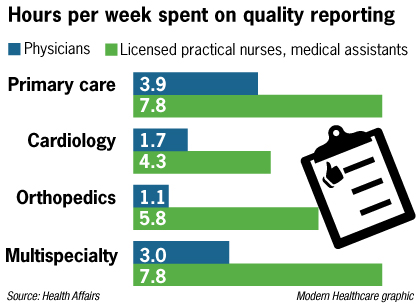 Hours per week spent on quality reporting
Physicians Licensed practical nurses, medical assistants
Primary care 3.9
7.8
Cardiology 1.7
4.3
Orthopedics 1.1
5.8
Multispecialty 3.0
7.8
Source: Health Affairs Modern Healthcare graphic